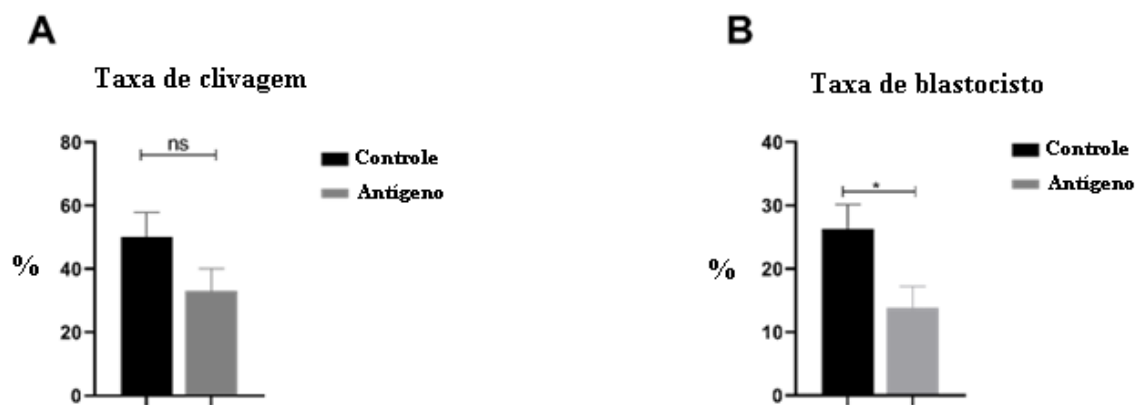 A
Taxa de clivagem
80
60
40
20
0
%
ns
Controle
Antígeno
B
Taxa de blastocisto
40
30
20
10
0
%
*
Controle
Antígeno